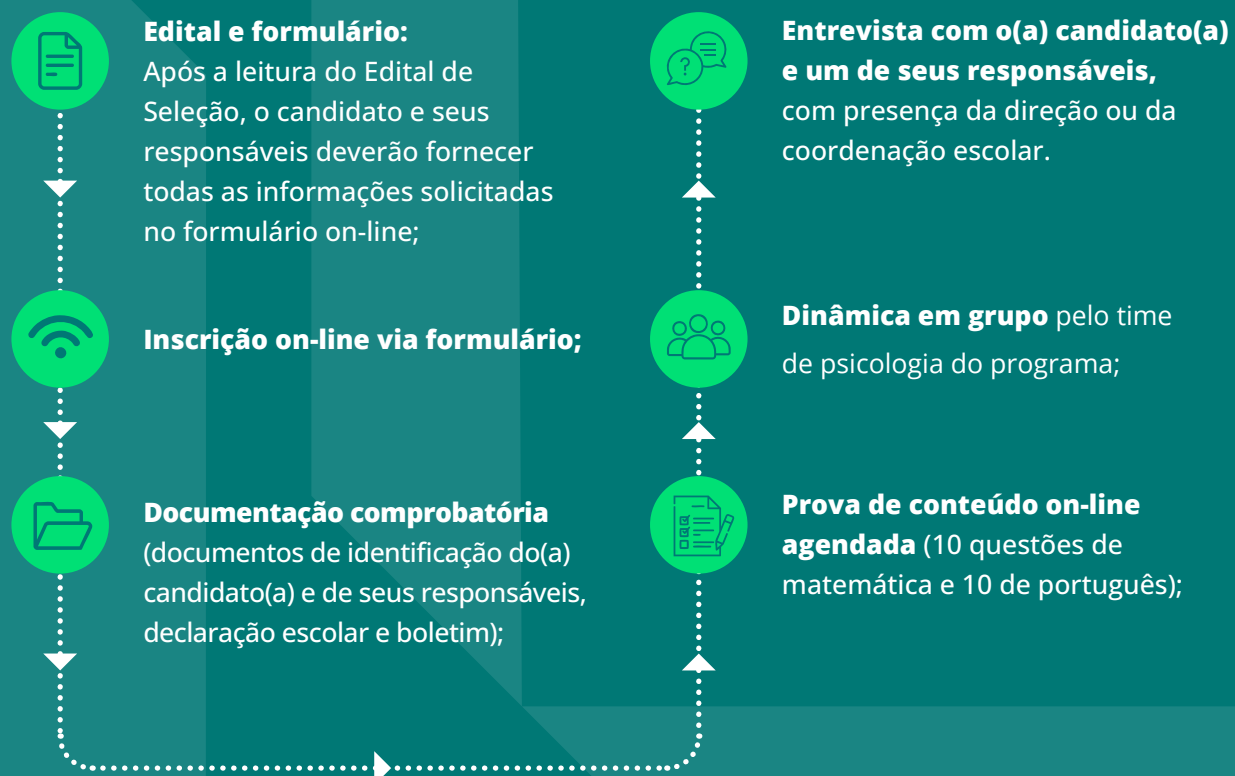 Edital e formulário:
Após a leitura do Edital de
Seleção, o candidato e seus
responsáveis deverão fornecer
todas as informações solicitadas
no formulário on-line;
Inscrição on-line via formulário;
Documentação comprobatória
(documentos de identificação do(a)
candidato(a) e de seus responsáveis,
declaração escolar e boletim);
Prova de conteúdo on-line
agendada (10 questões de
matemática e 10 de português);
Dinâmica em grupo pelo time
de psicologia do programa;
Entrevista com o(a) candidato(a)
e um de seus responsáveis,
com presença da direção ou da
coordenação escolar.
?